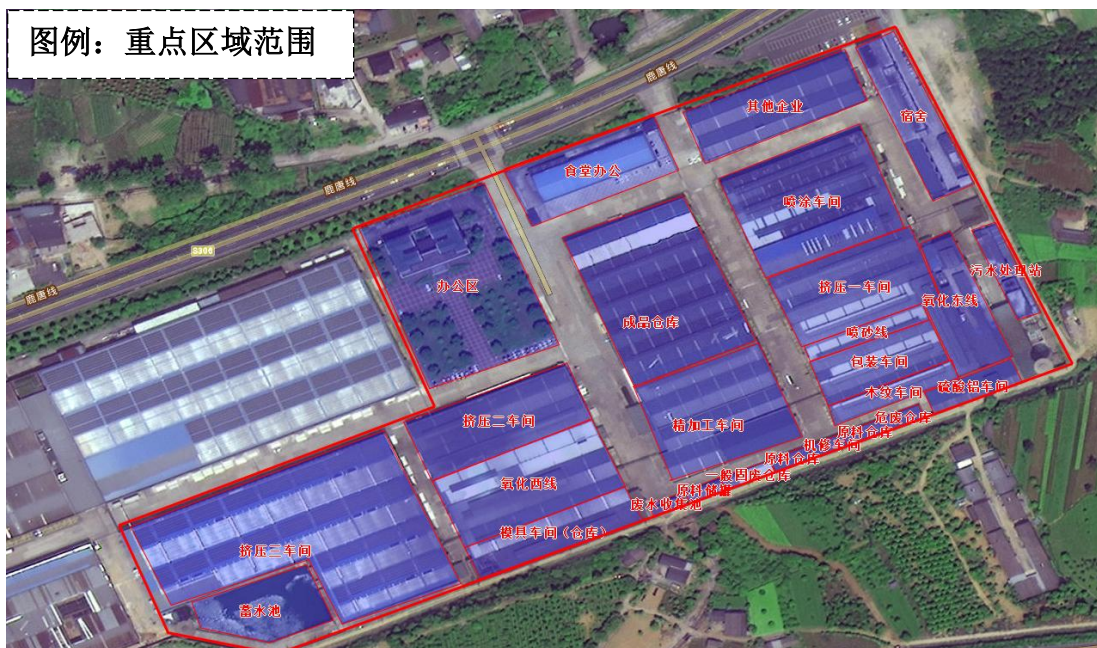 图例：重点区域范围
鹿唐线
其他企业
宿舍
食堂办公
鹿唐线
喷涂车间
S306
污水处理站
办公区
挤压一车间
鹿唐线
氧化东线
成品仓库
喷砂线
包装车间
硫酸铝车间
木纹车间
挤压二车间
危废仓库
精加工车间
原料仓库
机修车间
原料仓库
一般固废仓库
氧化西线
原料储罐
废水收集池
模具车间（仓库）
挤压三车间
蓄水池